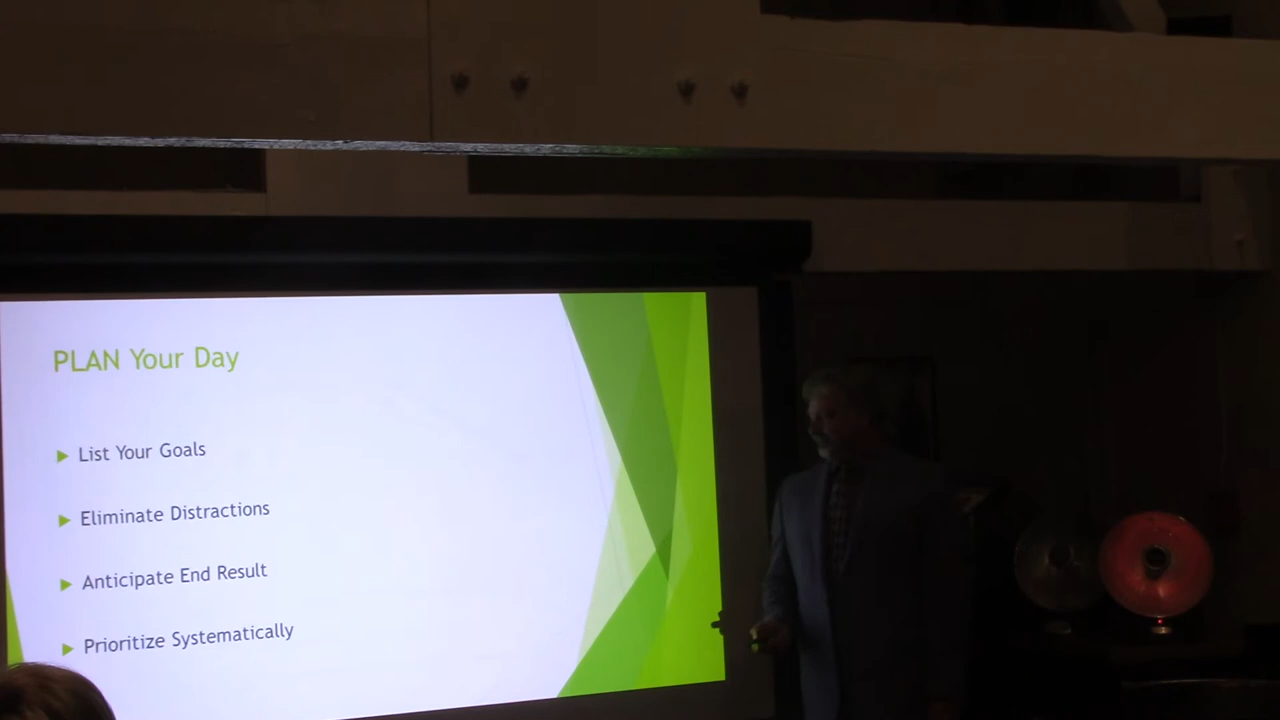 PLAN Your Day
List Your Goals
Eliminate Distractions
Anticipate End Result
Prioritize Systematically